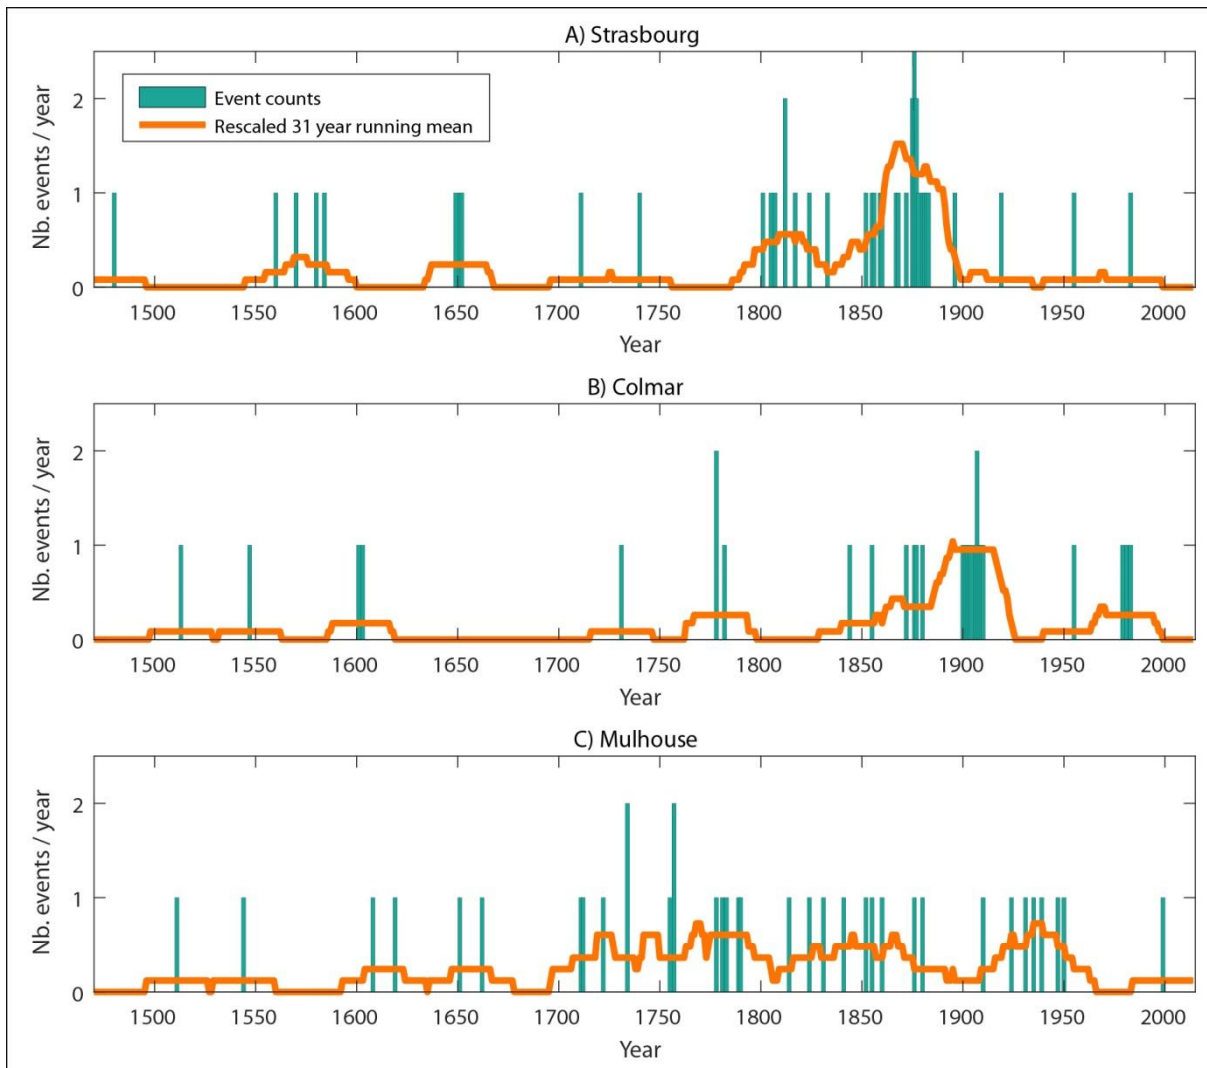 A) Strasbourg
Event counts
Rescaled 31 year running mean
Nb. events / year
2
1
0
1500 1550 1600 1650 1700 1750 1800 1850 1900 1950 2000
Year
B) Colmar
Nb. events / year
2
1
0
1500 1550 1600 1650 1700 1750 1800 1850 1900 1950 2000
Year
C) Mulhouse
Nb. events / year
2
1
0
1500 1550 1600 1650 1700 1750 1800 1850 1900 1950 2000
Year